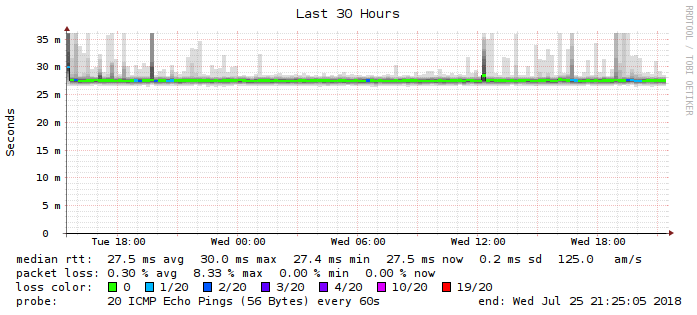 Last 30 Hours
RRDTOOL / TOBI OETIKER
Seconds
35 m
30 m
25 m
20 m
15 m
10 m
5 m
0
Tue 18:00 Wed 00:00 Wed 06:00 Wed 12:00 Wed 18:00
median rtt: 27.5 ms avg 30.0 ms max 27.4 ms min 27.5 ms now 0.2 ms sd 125.0 am/s
packet loss: 0.30 % avg 8.33 % max 0.00 % min 0.00 % now
loss color: 0 1/20 2/20 3/20 4/20 10/20 19/20
probe: 20 ICMP Echo Pings (56 Bytes) every 60s end: Wed Jul 25 21:25:05 2018